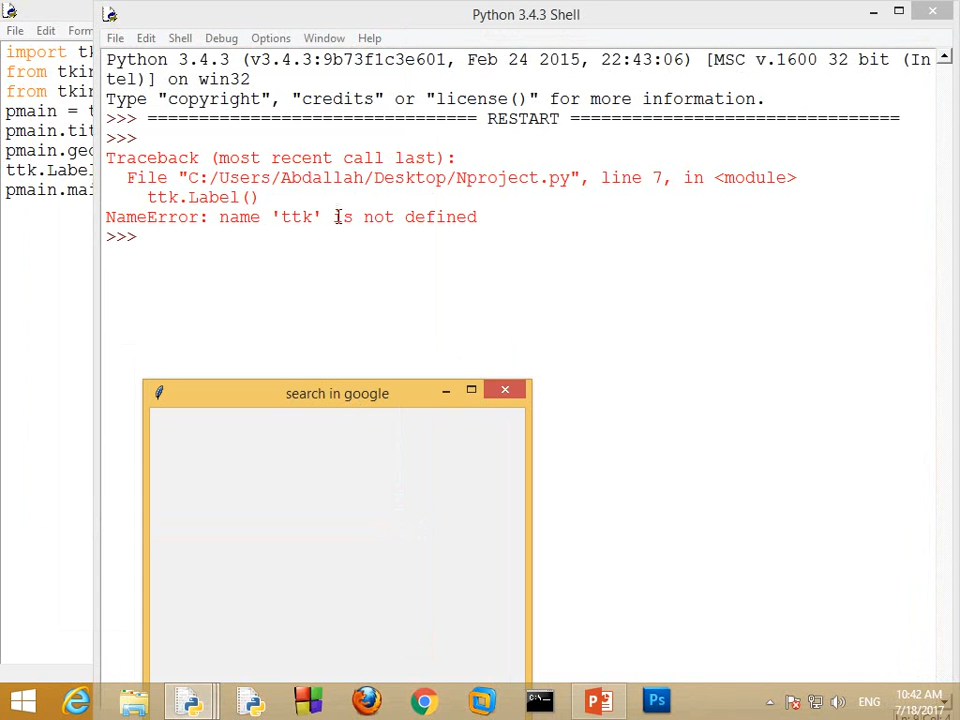 Python 3.4.3 Shell
File Edit Form
File Edit Shell Debug Options Window Help
import tk
from tkin
from tkin
pmain = t
pmain.tit
pmain.geo
ttk.Label
pmain.mai
Python 3.4.3 (v3.4.3:9b73f1c3e601, Feb 24 2015, 22:43:06) [MSC v.1600 32 bit (In
tel)] on win32
Type "copyright", "credits" or "license()" for more information.
>>> ================================ RESTART ================================
>>>
Traceback (most recent call last):
File "C:/Users/Abdallah/Desktop/Nproject.py", line 7, in <module>
ttk.Label()
NameError: name 'ttk' is not defined
>>>
search in google
ENG
10:42 AM
7/18/2017